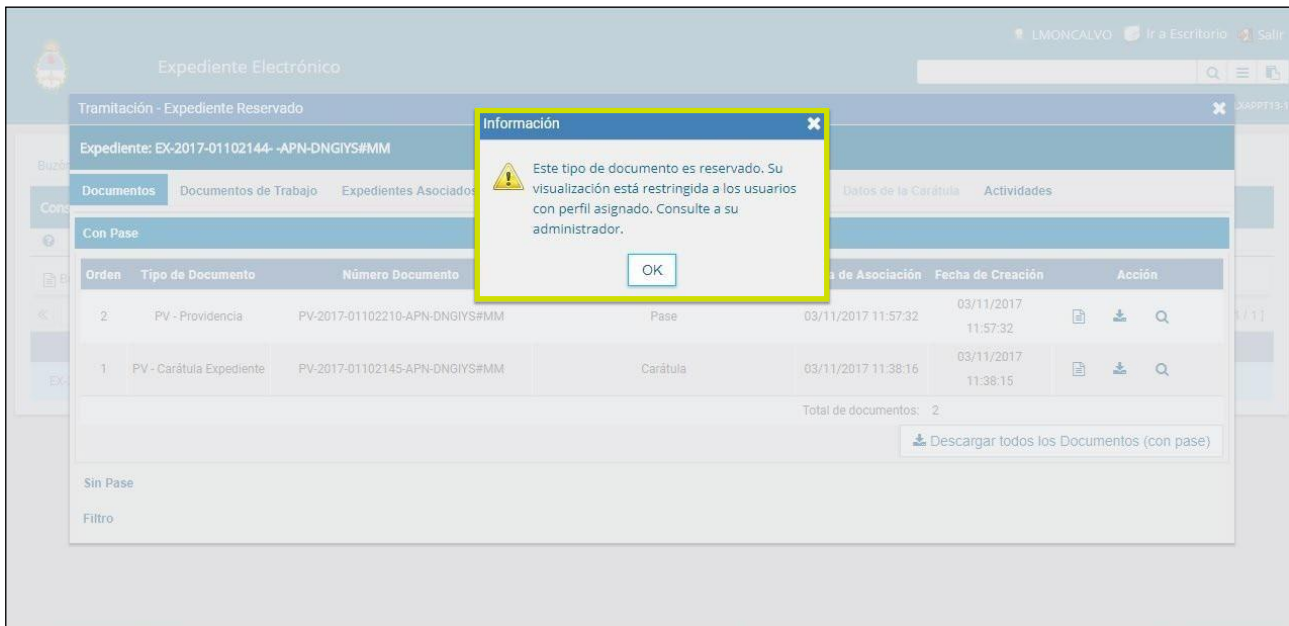 LMONCALVO Ir a Escritorio Salir
Expediente Electrónico
Tramitación - Expediente Reservado
Información
Expediente: EX-2017-01102144- -APN-DNGIYS#MM
Este tipo de documento es reservado. Su
visualización está restringida a los usuarios
con perfil asignado. Consulte a su
administrador.
OK
Documentos Documentos de Trabajo Expedientes Asociados Datos de la Carátula Actividades
Con Pase
Orden Tipo de Documento Número Documento de Asociación Fecha de Creación Acción
2 PV - Providencia PV-2017-01102210-APN-DNGIYS#MM Pase 03/11/2017 11:57:32 03/11/2017
11:57:32
1 PV - Carátula Expediente PV-2017-01102145-APN-DNGIYS#MM Carátula 03/11/2017 11:38:16 03/11/2017
11:38:15
Total de documentos: 2
Descargar todos los Documentos (con pase)
Sin Pase
Filtro